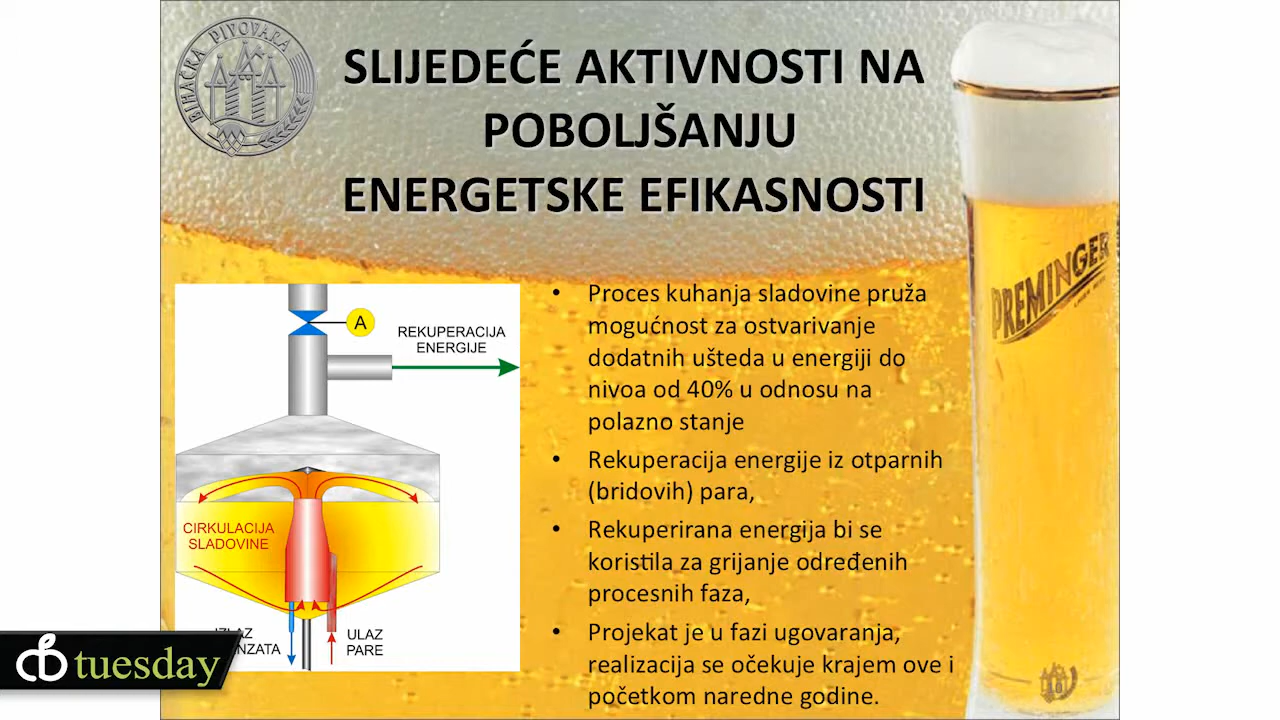 BIHAĆKA PIVOVARA
SLIJEDEĆE AKTIVNOSTI NA
POBOLJŠANJU
ENERGETSKE EFIKASNOSTI
PREMINGER
A
REKUPERACIJA
ENERGIJE
CIRKULACIJA
SLADOVINE
ULAZ
PARE
• Proces kuhanja sladovine pruža
mogućnost za ostvarivanje
dodatnih ušteda u energiji do
nivoa od 40% u odnosu na
polazno stanje
• Rekuperacija energije iz otparnih
(bridovih) para,
• Rekuperirana energija bi se
koristila za grijanje određenih
procesnih faza,
• Projekat je u fazi ugovaranja,
realizacija se očekuje krajem ove i
početkom naredne godine.
tuesday